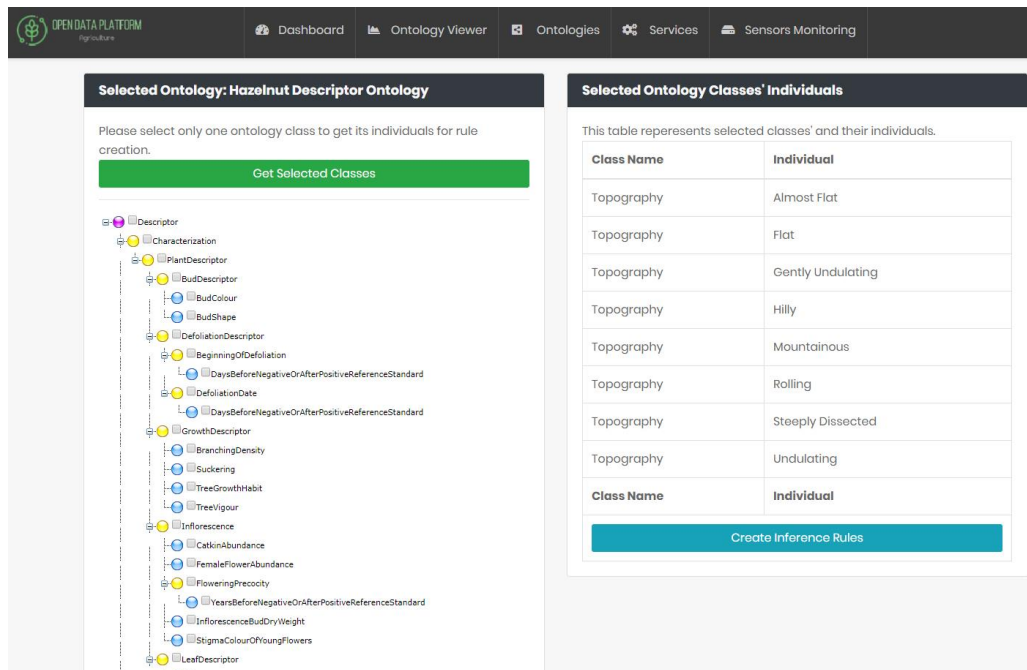 OPEN DATA PLATFORM
Agriculture
Dashboard
Ontology Viewer
Ontologies
Services
Sensors Monitoring
Selected Ontology: Hazelnut Descriptor Ontology
Please select only one ontology class to get its individuals for rule
creation.
Get Selected Classes
Descriptor
Characterization
PlantDescriptor
BudDescriptor
BudColour
BudShape
DefoliationDescriptor
BeginningOfDefoliation
DaysBeforeNegativeOrAfterPositiveReferenceStandard
DefoliationDate
DaysBeforeNegativeOrAfterPositiveReferenceStandard
GrowthDescriptor
BranchingDensity
Suckering
TreeGrowthHabit
TreeVigour
Inflorescence
CatkinAbundance
FemaleFlowerAbundance
FloweringPrecocity
YearsBeforeNegativeOrAfterPositiveReferenceStandard
InflorescenceBudDryWeight
StigmaColourOfYoungFlowers
LeafDescriptor
Selected Ontology Classes' Individuals
This table reperesents selected classes' and their individuals.
Class Name Individual
Topography Almost Flat
Topography Flat
Topography Gently Undulating
Topography Hilly
Topography Mountainous
Topography Rolling
Topography Steeply Dissected
Topography Undulating
Class Name Individual
Create Inference Rules